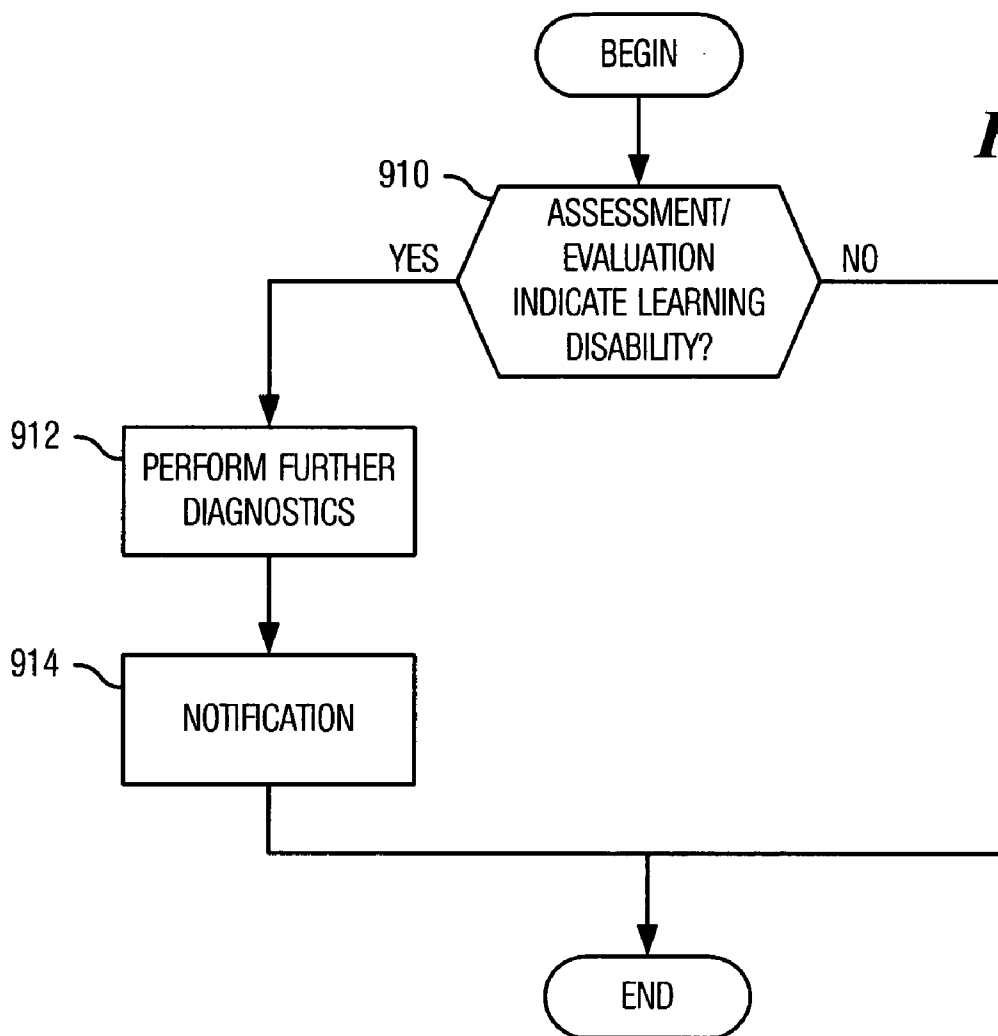 BEGIN
910
ASSESSMENT/
EVALUATION
INDICATE LEARNING
DISABILITY?
YES
NO
912
PERFORM FURTHER
DIAGNOSTICS
914
NOTIFICATION
END